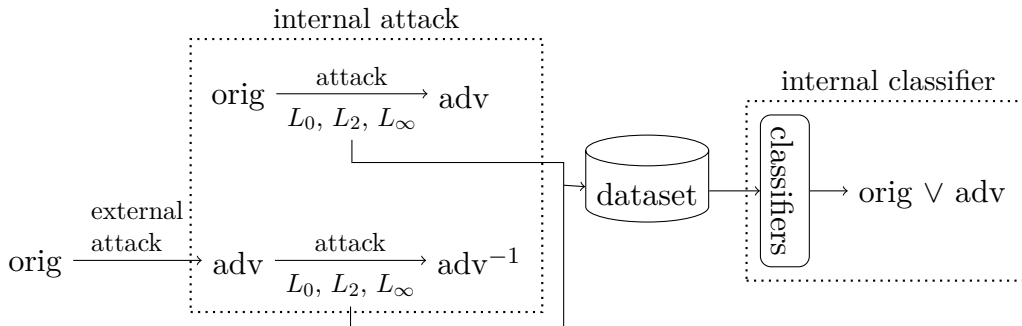 internal attack
attack
orig
adv
L₀, L₂, L∞
external
attack
orig
adv
attack
L₀, L₂, L∞
adv⁻¹
dataset
internal classifier
classifiers
orig ∨ adv